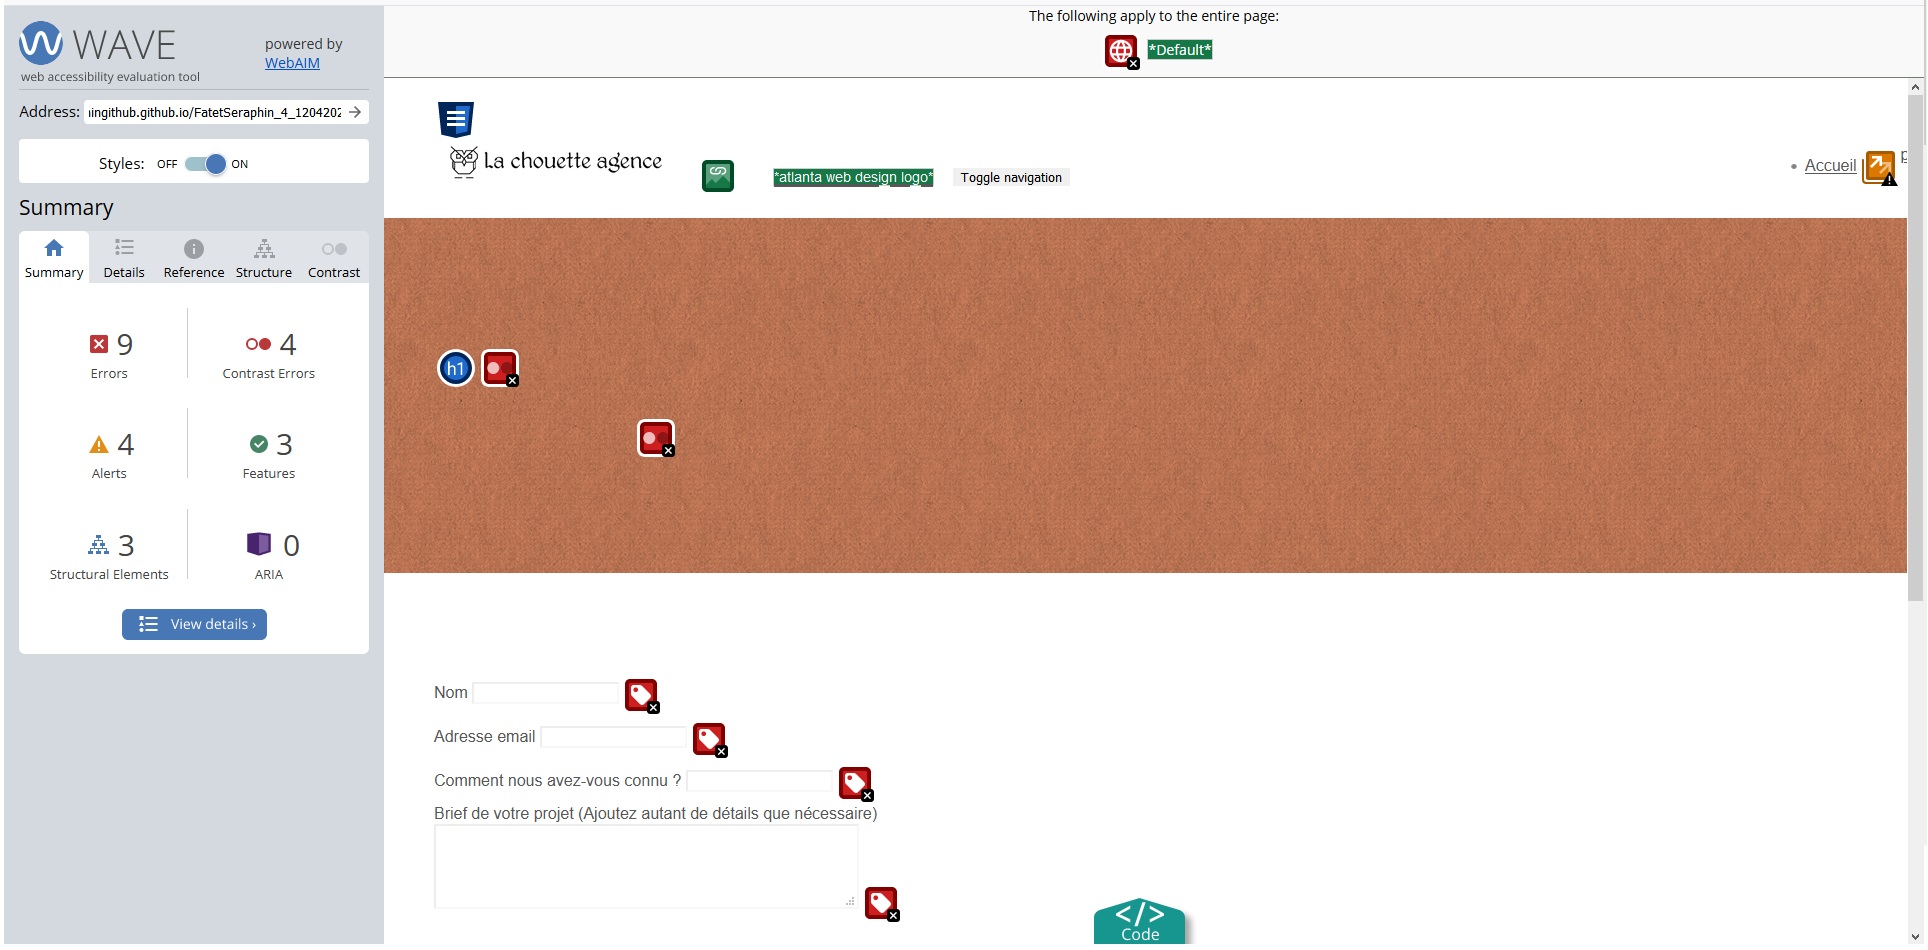 WAVE
powered by
WebAIM
web accessibility evaluation tool
Address: ingithub.github.io/FatetSeraphin_4_1204202
Styles: OFF ON
Summary
Summary Details Reference Structure Contrast
9
Errors
4
Contrast Errors
4
Alerts
3
Features
3
Structural Elements
0
ARIA
View details ›
The following apply to the entire page:
*Default*
La chouette agence
*atlanta web design logo*
Toggle navigation
• Accueil
h1
Nom
Adresse email
Comment nous avez-vous connu ?
Brief de votre projet (Ajoutez autant de détails que nécessaire)
</>
Code